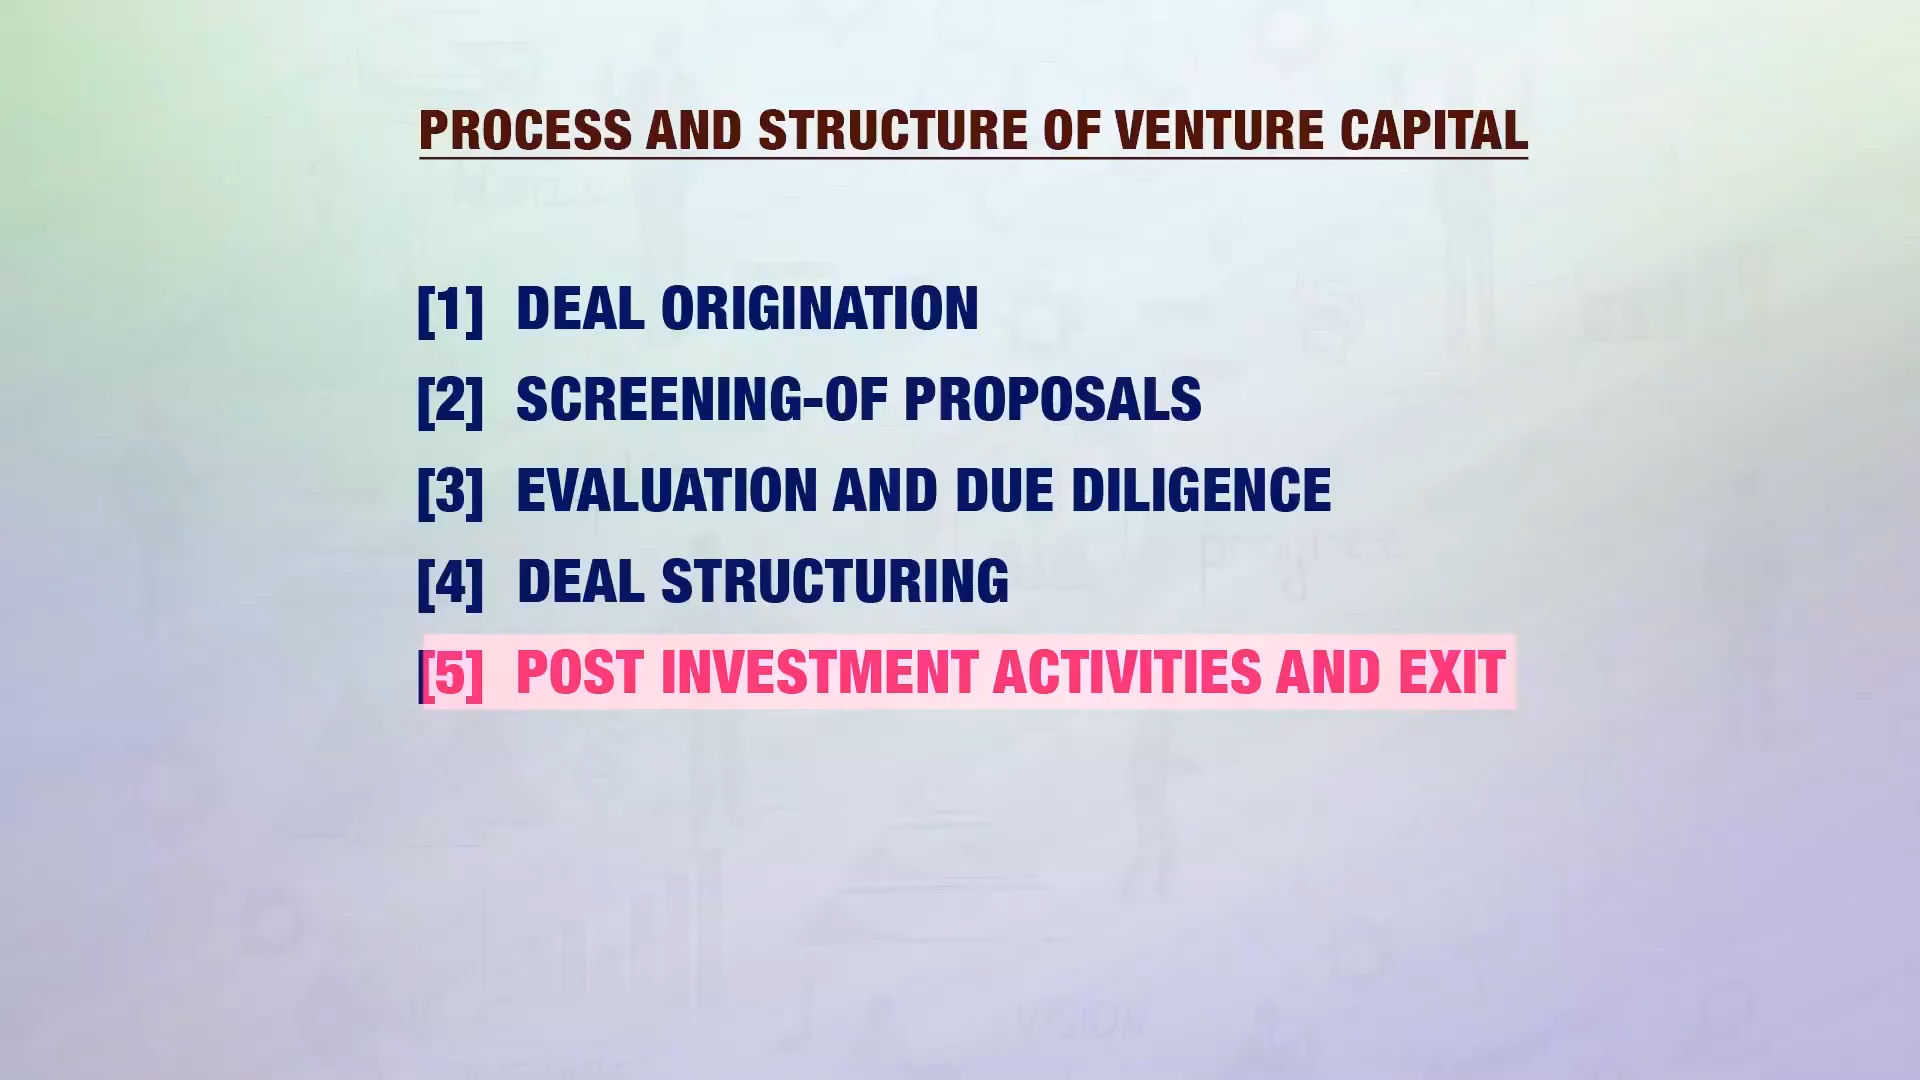 PROCESS AND STRUCTURE OF VENTURE CAPITAL
[1] DEAL ORIGINATION
[2] SCREENING-OF PROPOSALS
[3] EVALUATION AND DUE DILIGENCE
[4] DEAL STRUCTURING
[5] POST INVESTMENT ACTIVITIES AND EXIT
VISION